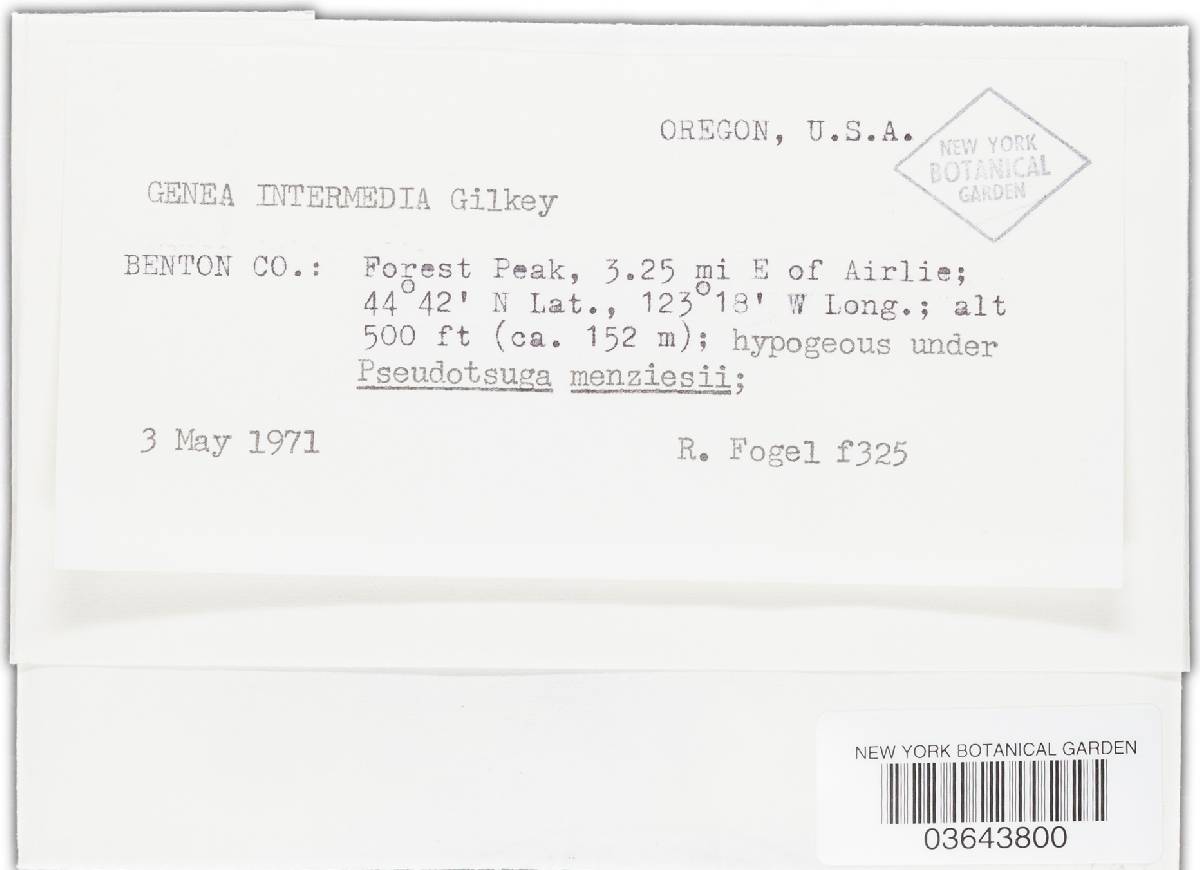 OREGON, U.S.A.
NEW YORK
BOTANICAL
GARDEN
GENEA INTERMEDIA Gilkey
BENTON CO.: Forest Peak, 3.25 mi E of Airlie;
44°42' N Lat., 123°18' W Long.; alt
500 ft (ca. 152 m); hypogeous under
Pseudotsuga menziesii;
3 May 1971 R. Fogel f325
NEW YORK BOTANICAL GARDEN
03643800